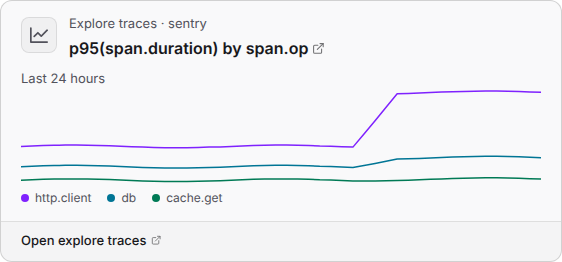 Explore traces · sentry
p95(span.duration) by span.op
Last 24 hours
http.client
db
cache.get
Open explore traces